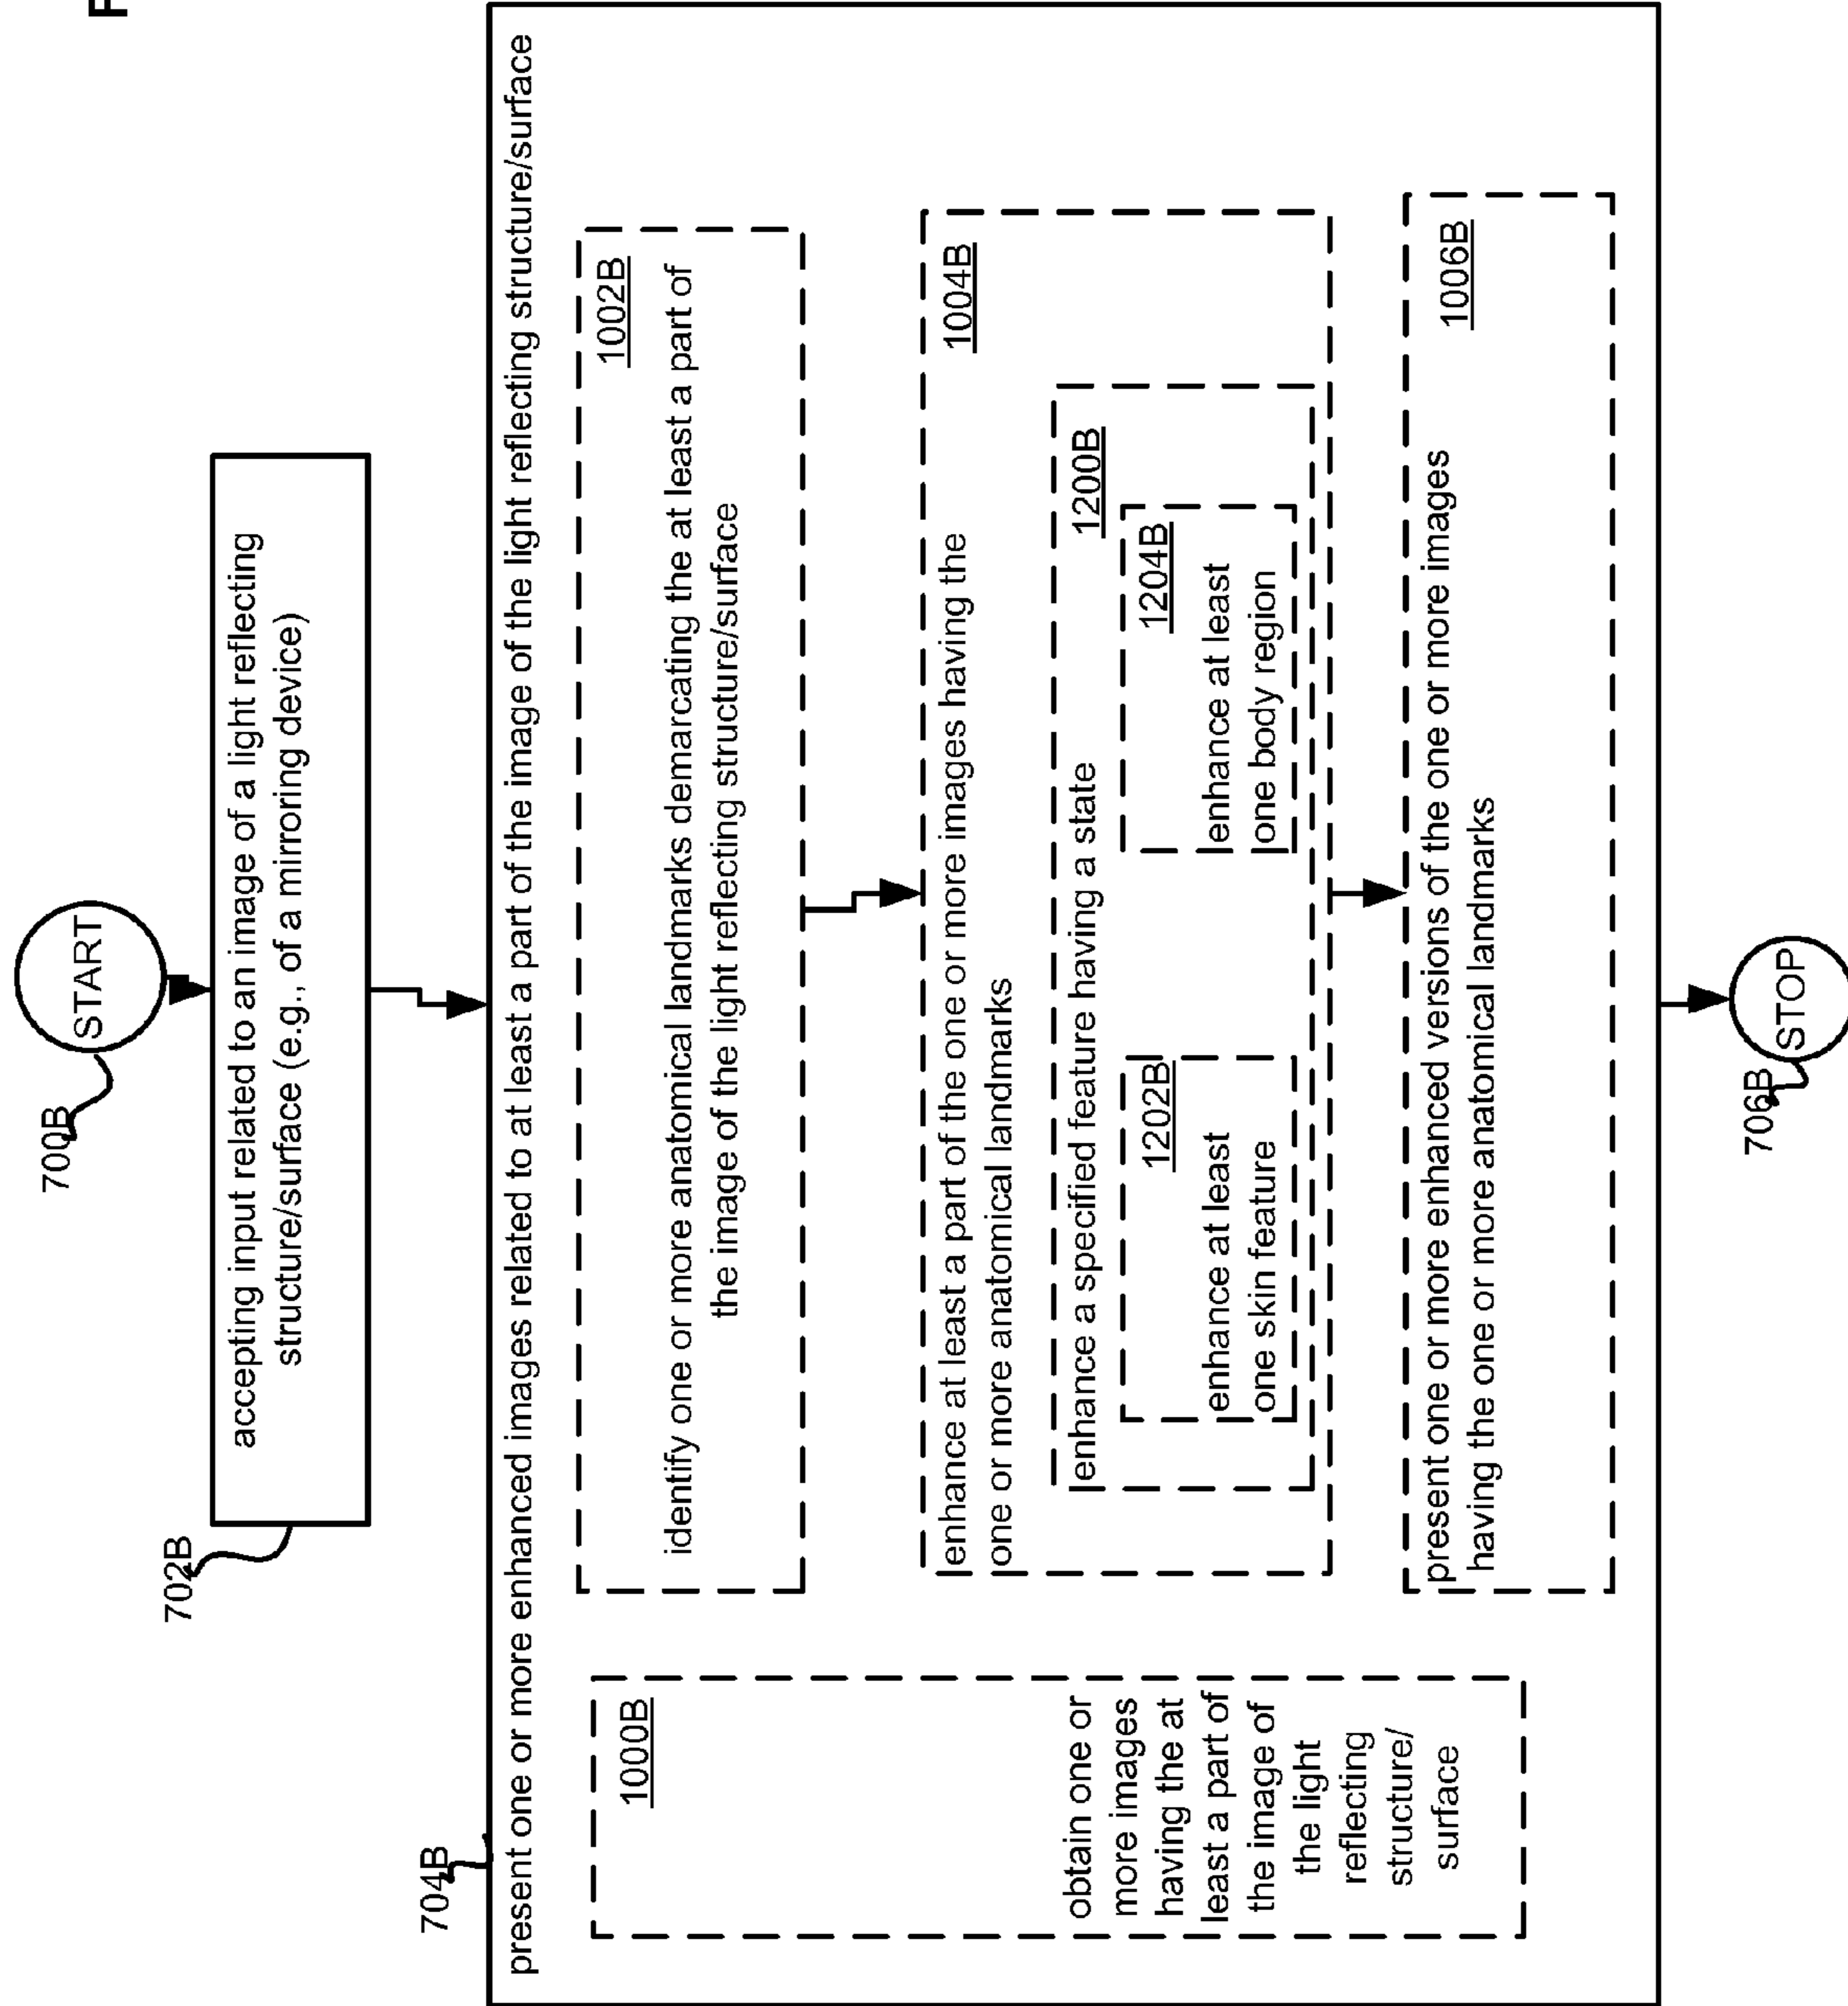 F
START
700B
accepting input related to an image of a light reflecting
structure/surface (e.g., of a mirroring device)
702B
704B
present one or more enhanced images related to at least a part of the image of the light reflecting structure/surface
1000B
obtain one or
more images
having the at
least a part of
the image of
the light
reflecting
structure/
surface
1002B
identify one or more anatomical landmarks demarcating the at least a part of
the image of the light reflecting structure/surface
1004B
enhance at least a part of the one or more images having the
one or more anatomical landmarks
1200B
enhance a specified feature having a state
1202B
enhance at least
one skin feature
1204B
enhance at least
one body region
1006B
present one or more enhanced versions of the one or more images
having the one or more anatomical landmarks
STOP
706B